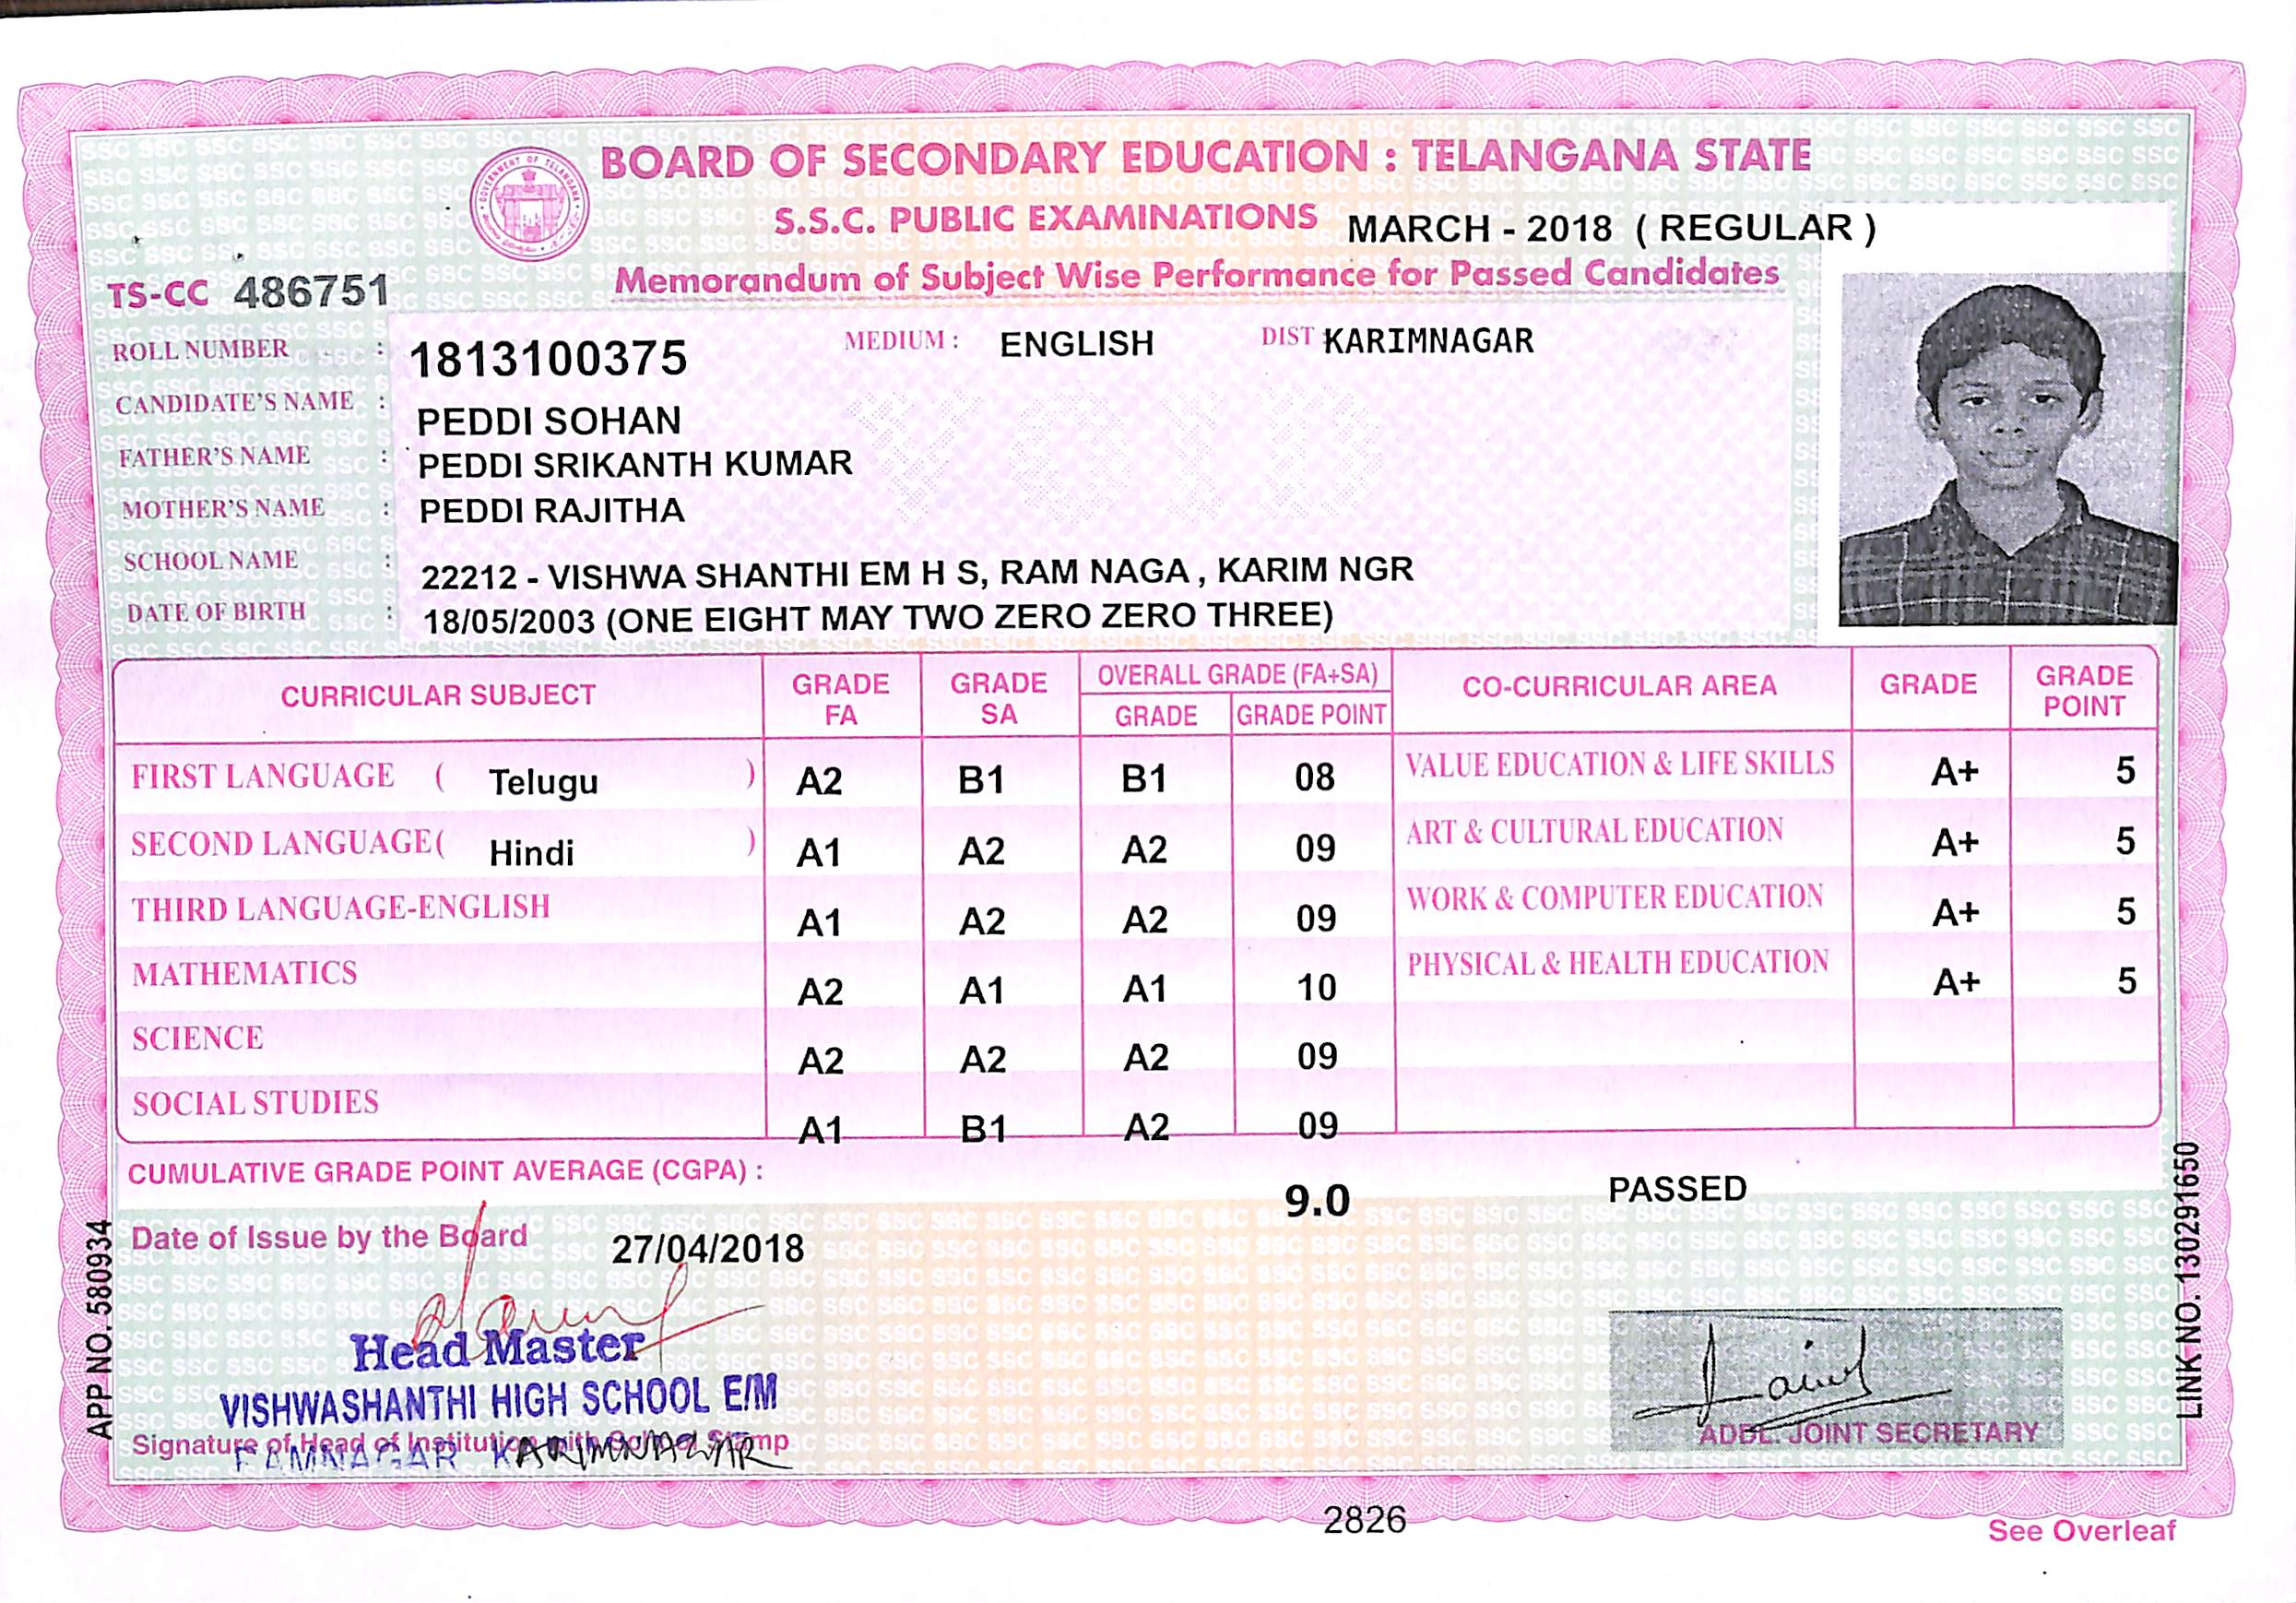 BOARD OF SECONDARY EDUCATION : TELANGANA STATE
S.S.C. PUBLIC EXAMINATIONS MARCH - 2018 ( REGULAR )
TS-CC 486751 Memorandum of Subject Wise Performance for Passed Candidates
ROLL NUMBER : 1813100375 MEDIUM : ENGLISH DIST KARIMNAGAR
CANDIDATE'S NAME : PEDDI SOHAN
FATHER'S NAME : PEDDI SRIKANTH KUMAR
MOTHER'S NAME : PEDDI RAJITHA
SCHOOL NAME : 22212 - VISHWA SHANTHI EM H S, RAM NAGA , KARIM NGR
DATE OF BIRTH : 18/05/2003 (ONE EIGHT MAY TWO ZERO ZERO THREE)
VOID
CURRICULAR SUBJECT GRADE FA GRADE SA OVERALL GRADE (FA+SA) GRADE GRADE POINT CO-CURRICULAR AREA GRADE GRADE POINT
FIRST LANGUAGE ( Telugu ) A2 B1 B1 08 VALUE EDUCATION & LIFE SKILLS A+ 5
SECOND LANGUAGE( Hindi ) A1 A2 A2 09 ART & CULTURAL EDUCATION A+ 5
THIRD LANGUAGE-ENGLISH A1 A2 A2 09 WORK & COMPUTER EDUCATION A+ 5
MATHEMATICS A2 A1 A1 10 PHYSICAL & HEALTH EDUCATION A+ 5
SCIENCE A2 A2 A2 09
SOCIAL STUDIES A1 B1 A2 09
CUMULATIVE GRADE POINT AVERAGE (CGPA) : 9.0 PASSED
Date of Issue by the Board 27/04/2018
Head Master
VISHWASHANTHI HIGH SCHOOL E/M
Signature of Head of Institution with School Stamp
KARIMNAGAR
ADDL. JOINT SECRETARY
APP NO. 5809934
LINK NO. 130291650
2826
See Overleaf